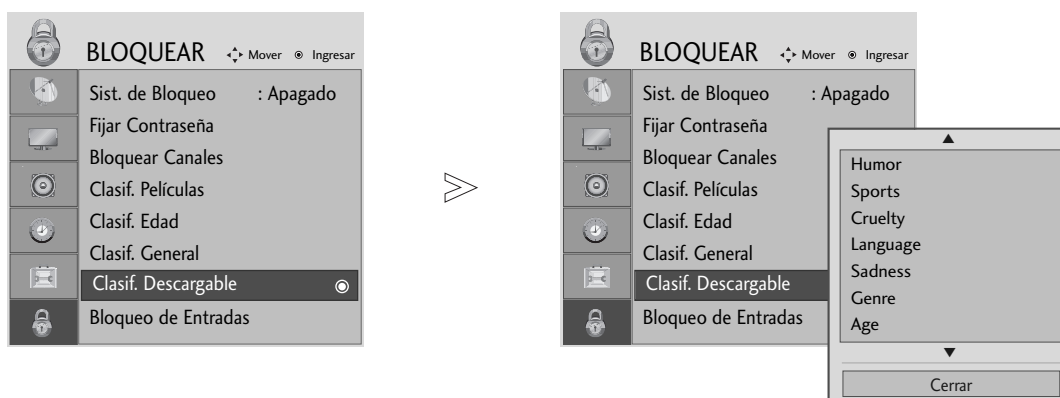 BLOQUEAR Mover Ingresar
Sist. de Bloqueo : Apagado
Fijar Contraseña
Bloquear Canales
Clasif. Películas
Clasif. Edad
Clasif. General
Clasif. Descargable
Bloqueo de Entradas
BLOQUEAR Mover Ingresar
Sist. de Bloqueo : Apagado
Fijar Contraseña
Bloquear Canales
Clasif. Películas
Clasif. Edad
Clasif. General
Clasif. Descargable
Bloqueo de Entradas
Humor
Sports
Cruelty
Language
Sadness
Genre
Age
Cerrar